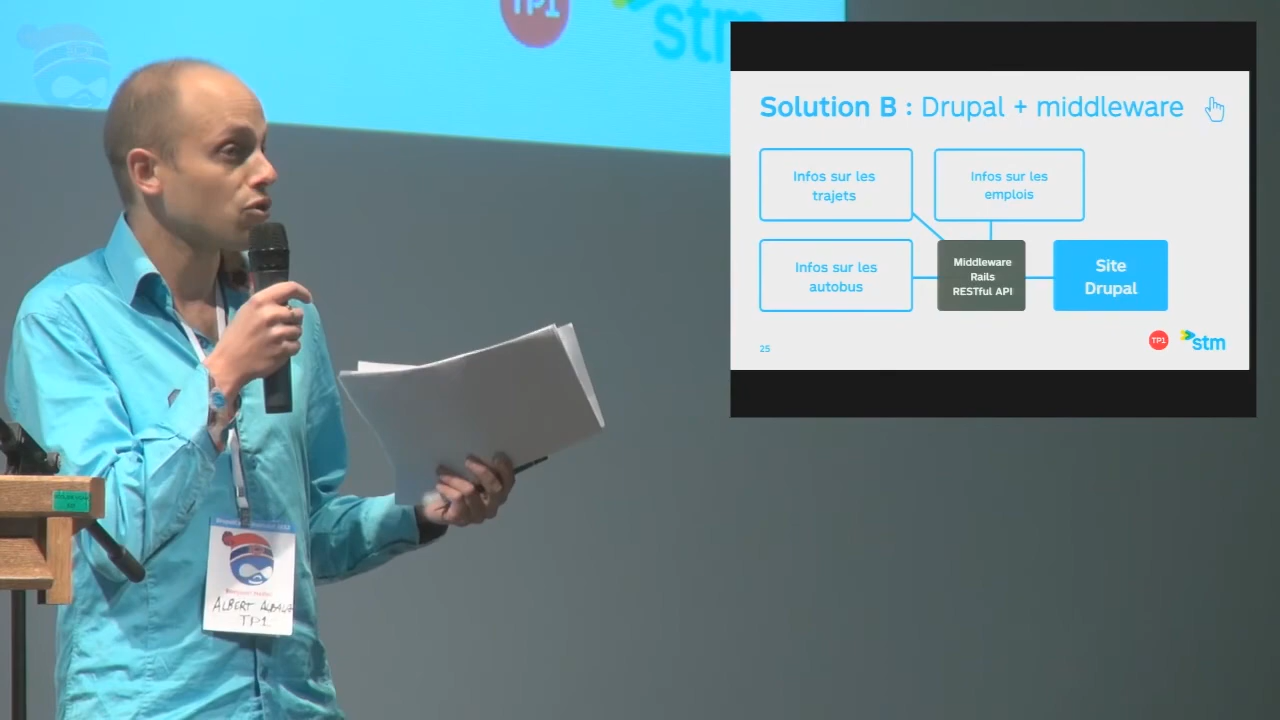 TP1
stm
Solution B : Drupal + middleware
Infos sur les
trajets
Infos sur les
emplois
Infos sur les
autobus
Middleware
Rails
RESTful API
Site
Drupal
25
TP1
stm
ALBERT
TP1